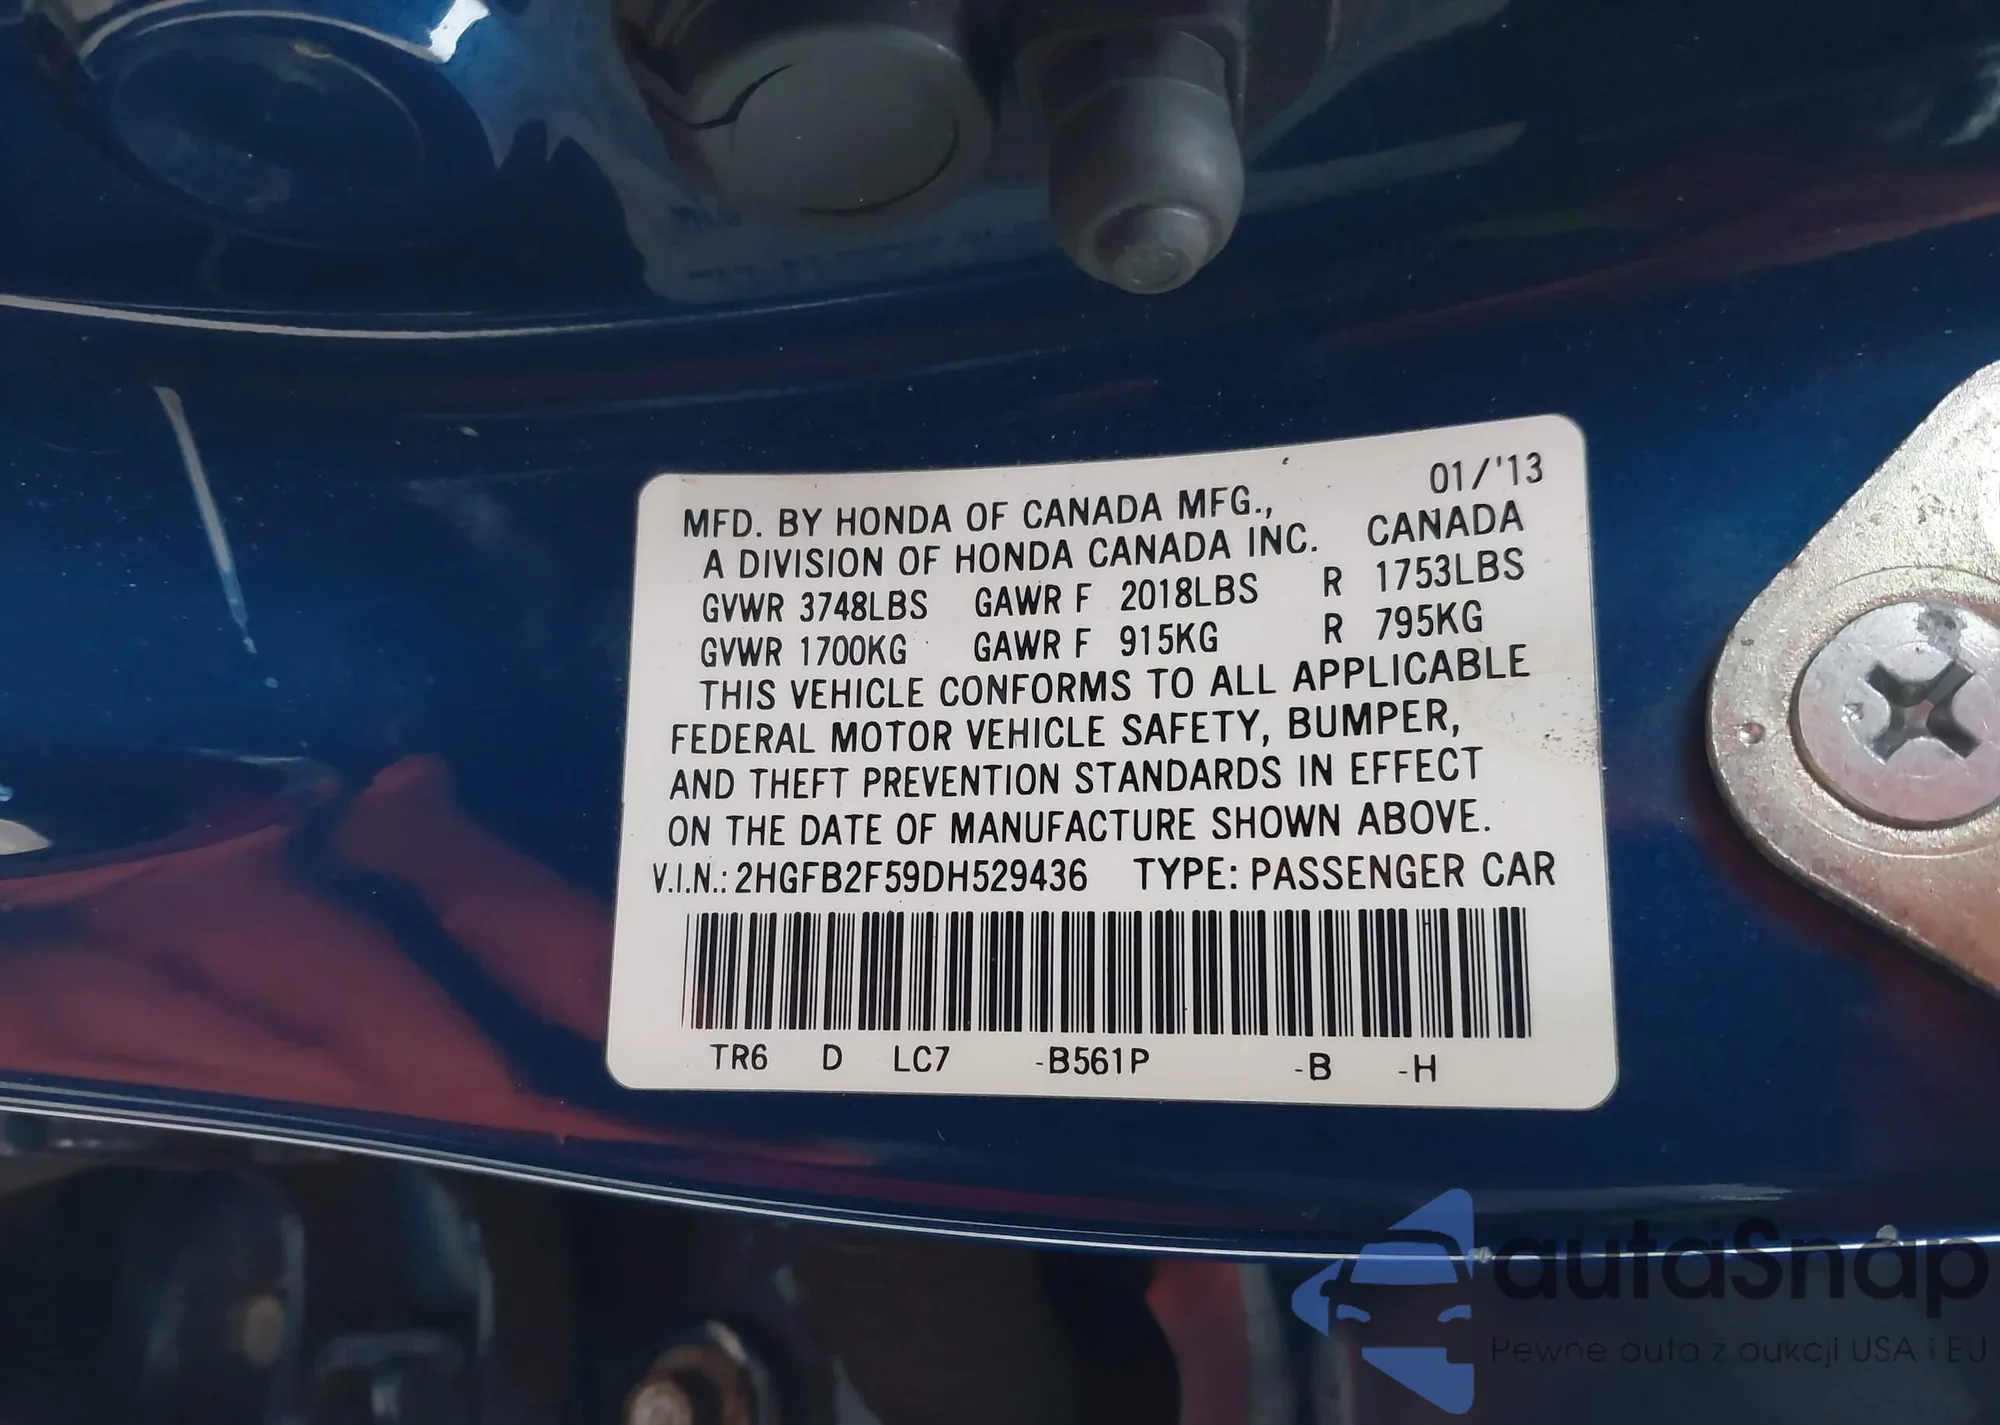 01/'13
MFD. BY HONDA OF CANADA MFG.,
A DIVISION OF HONDA CANADA INC. CANADA
GVWR 3748LBS GAWR F 2018LBS R 1753LBS
GVWR 1700KG GAWR F 915KG R 795KG
THIS VEHICLE CONFORMS TO ALL APPLICABLE
FEDERAL MOTOR VEHICLE SAFETY, BUMPER,
AND THEFT PREVENTION STANDARDS IN EFFECT
ON THE DATE OF MANUFACTURE SHOWN ABOVE.
V.I.N.: 2HGFB2F59DH529436 TYPE: PASSENGER CAR
TR6 D LC7 -B561P -B -H
autaSnap
Pewne auta z aukcji USA i EU